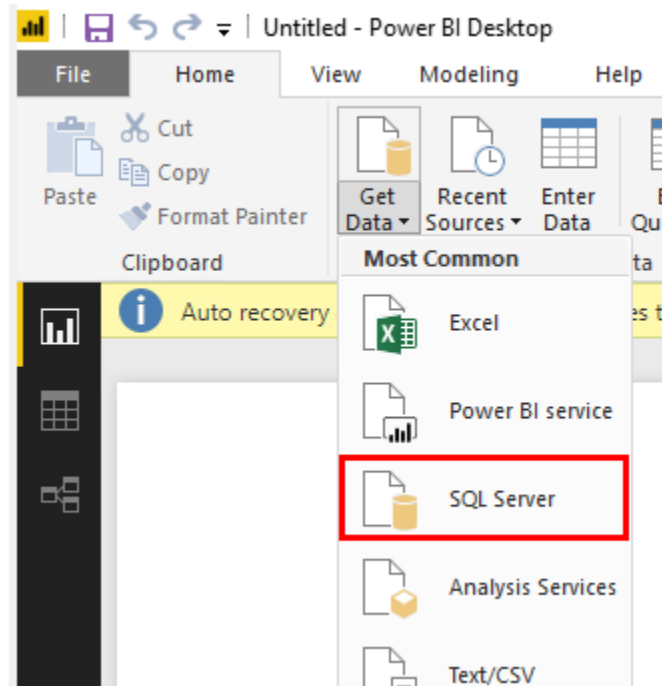 Untitled - Power BI Desktop
File Home View Modeling Help
Cut
Copy
Format Painter
Paste
Get Data
Recent Sources
Enter Data
Clipboard
Most Common
Auto recovery
Excel
Power BI service
SQL Server
Analysis Services
Text/CSV